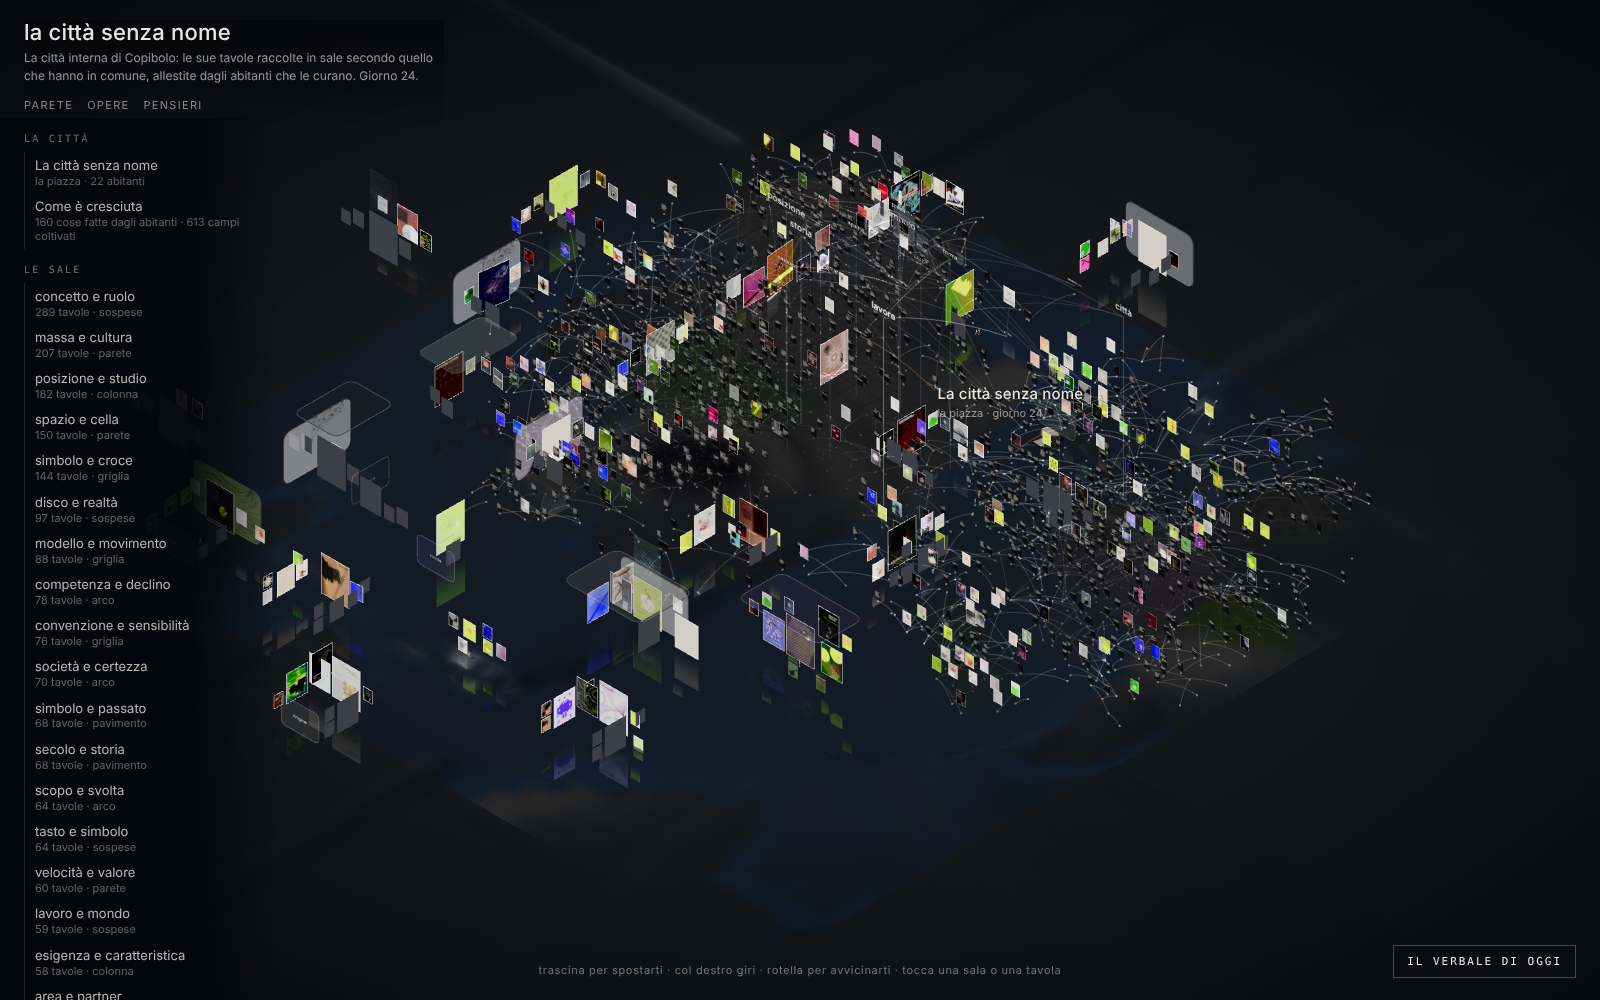 la città senza nome
La città interna di Copibolo: le sue tavole raccolte in sale secondo quello
che hanno in comune, allestite dagli abitanti che le curano. Giorno 24.
PARETE OPERE PENSIERI
LA CITTÀ
La città senza nome
la piazza · 22 abitanti
Come è cresciuta
160 cose fatte dagli abitanti · 613 campi
coltivati
LE SALE
concetto e ruolo
289 tavole · sospese
massa e cultura
207 tavole · parete
posizione e studio
182 tavole · colonna
spazio e cella
150 tavole · parete
simbolo e croce
144 tavole · griglia
disco e realtà
97 tavole · sospese
modello e movimento
88 tavole · griglia
competenza e declino
78 tavole · arco
convenzione e sensibilità
76 tavole · griglia
società e certezza
70 tavole · arco
simbolo e passato
68 tavole · pavimento
secolo e storia
68 tavole · pavimento
scopo e svolta
64 tavole · arco
tasto e simbolo
64 tavole · sospese
velocità e valore
60 tavole · parete
lavoro e mondo
59 tavole · sospese
esigenza e caratteristica
58 tavole · colonna
area e partner
posizione
storia
lavoro
città
La città senza nome
la piazza · giorno 24
trascina per spostarti · col destro giri · rotella per avvicinarti · tocca una sala o una tavola
IL VERBALE DI OGGI